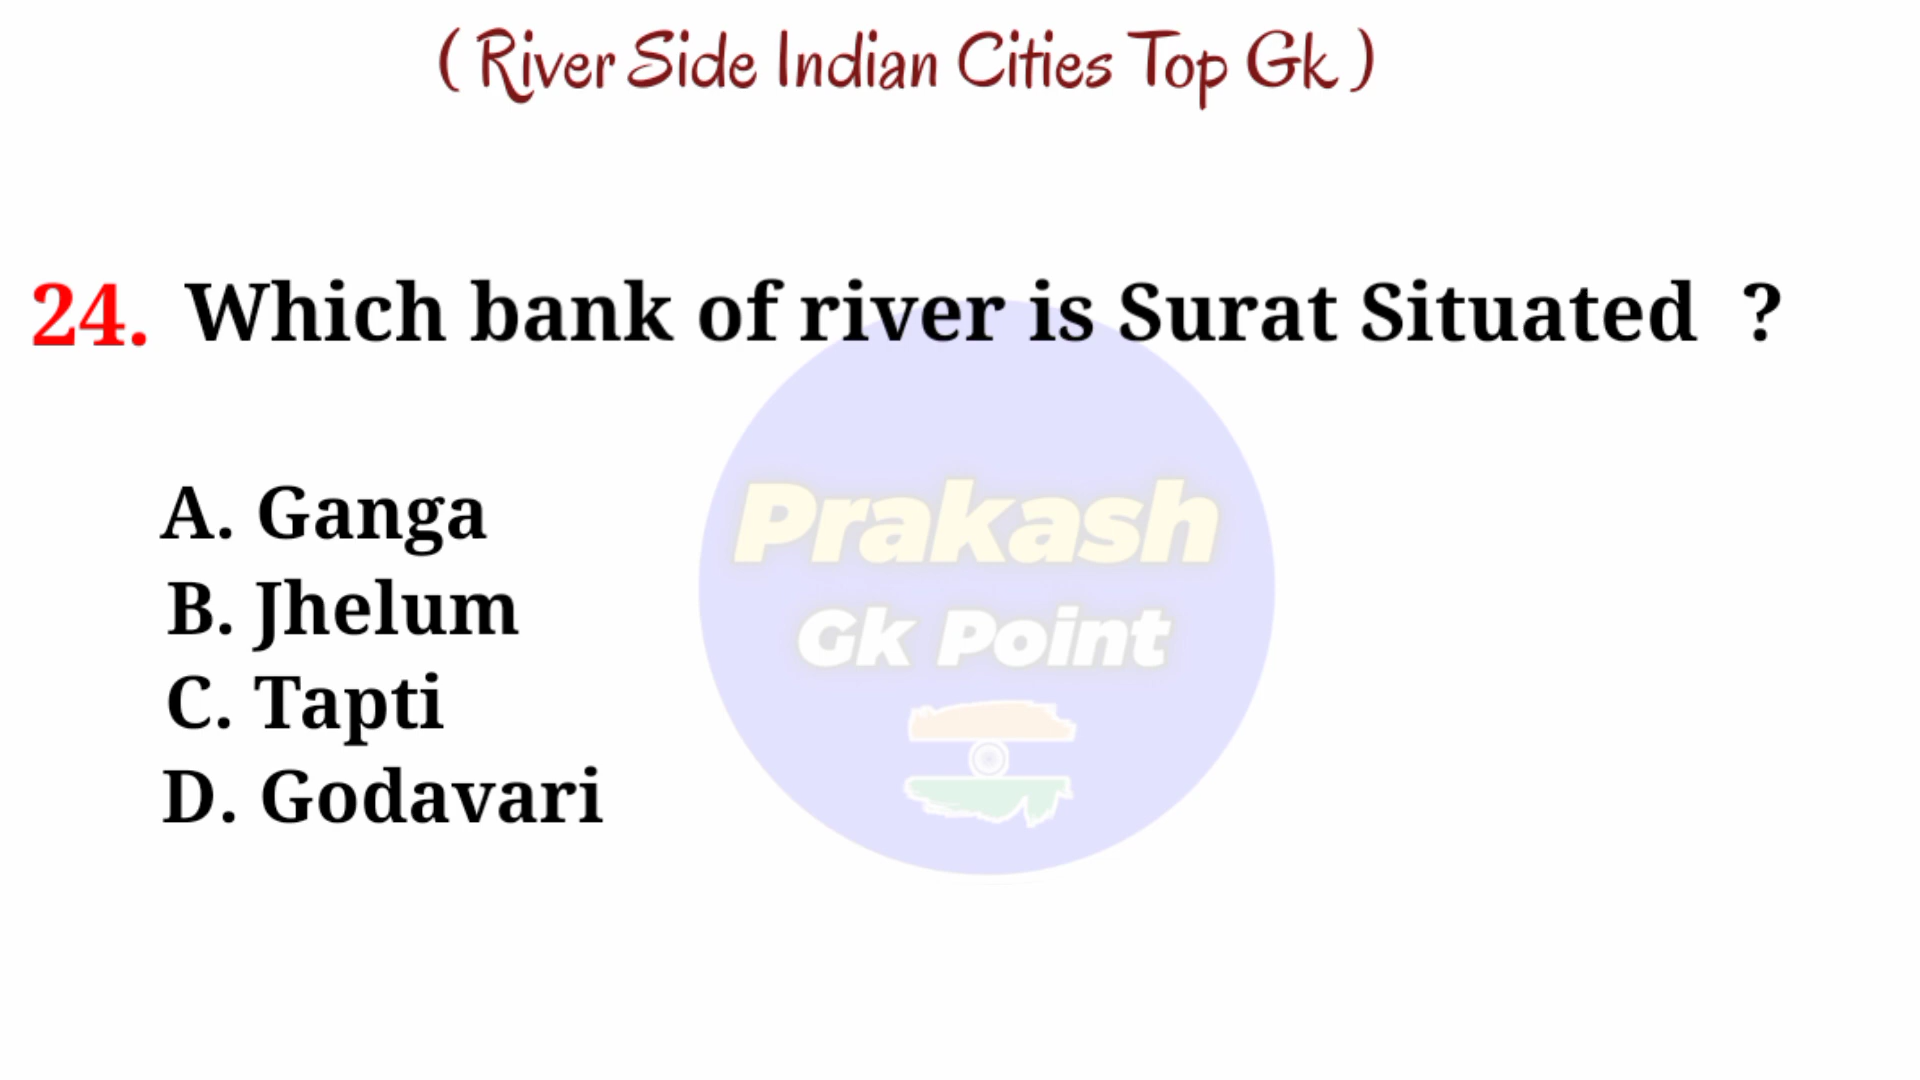 ( River Side Indian Cities Top Gk )
24. Which bank of river is Surat Situated ?
A. Ganga
B. Jhelum
C. Tapti
D. Godavari
Prakash
Gk Point